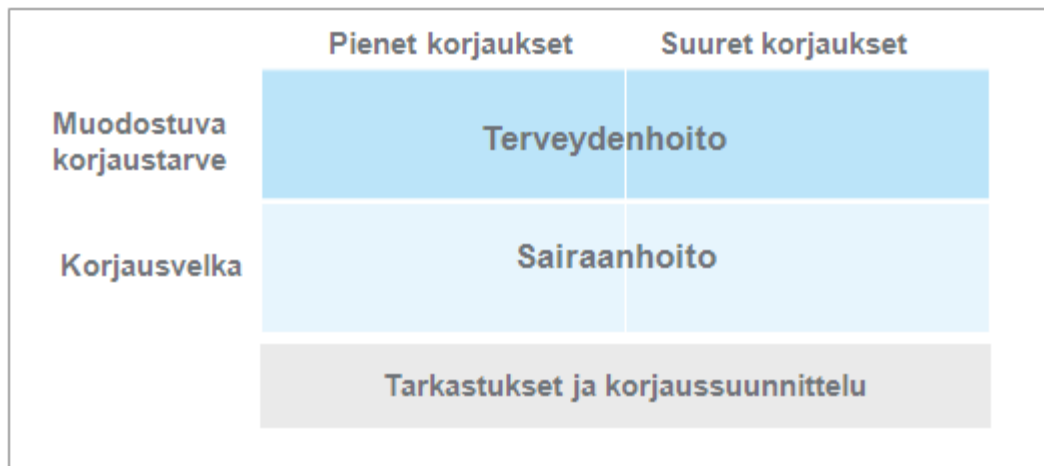 Pienet korjaukset Suuret korjaukset
Muodostuva
korjaustarve
Terveydenhoito
Korjausvelka
Sairaanhoito
Tarkastukset ja korjaussuunnittelu